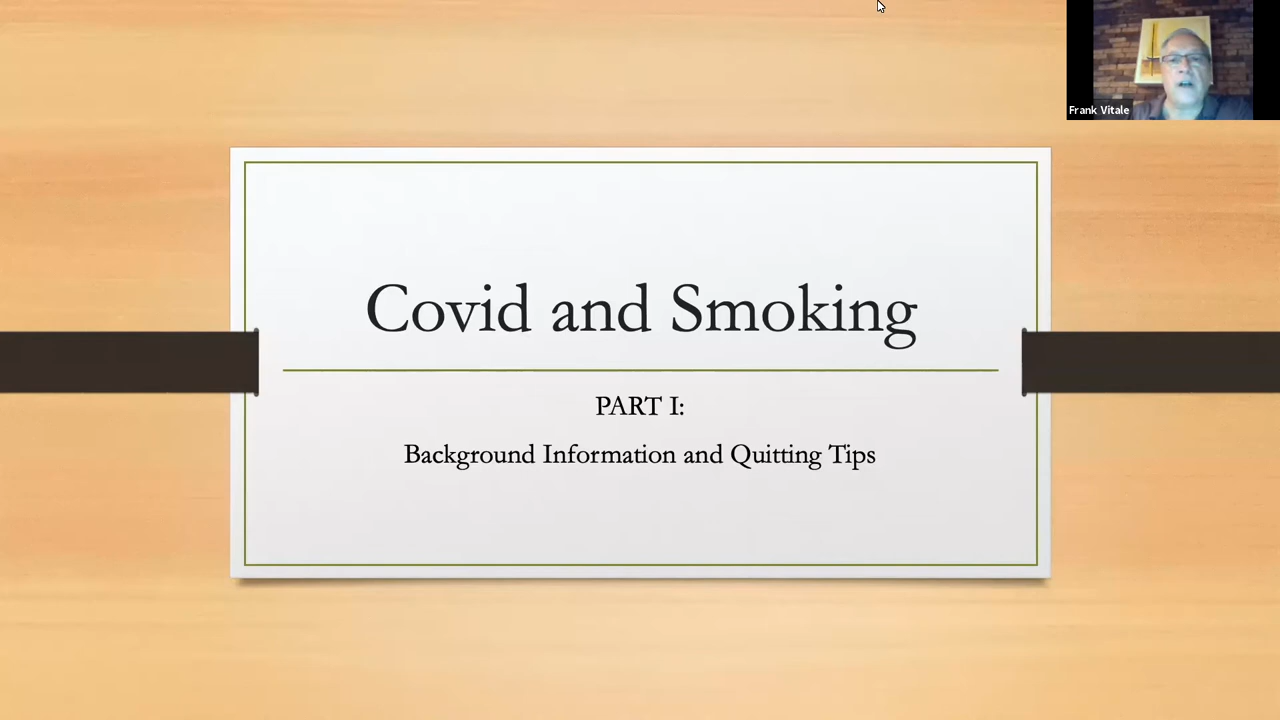 Frank Vitale
Covid and Smoking
PART I:
Background Information and Quitting Tips